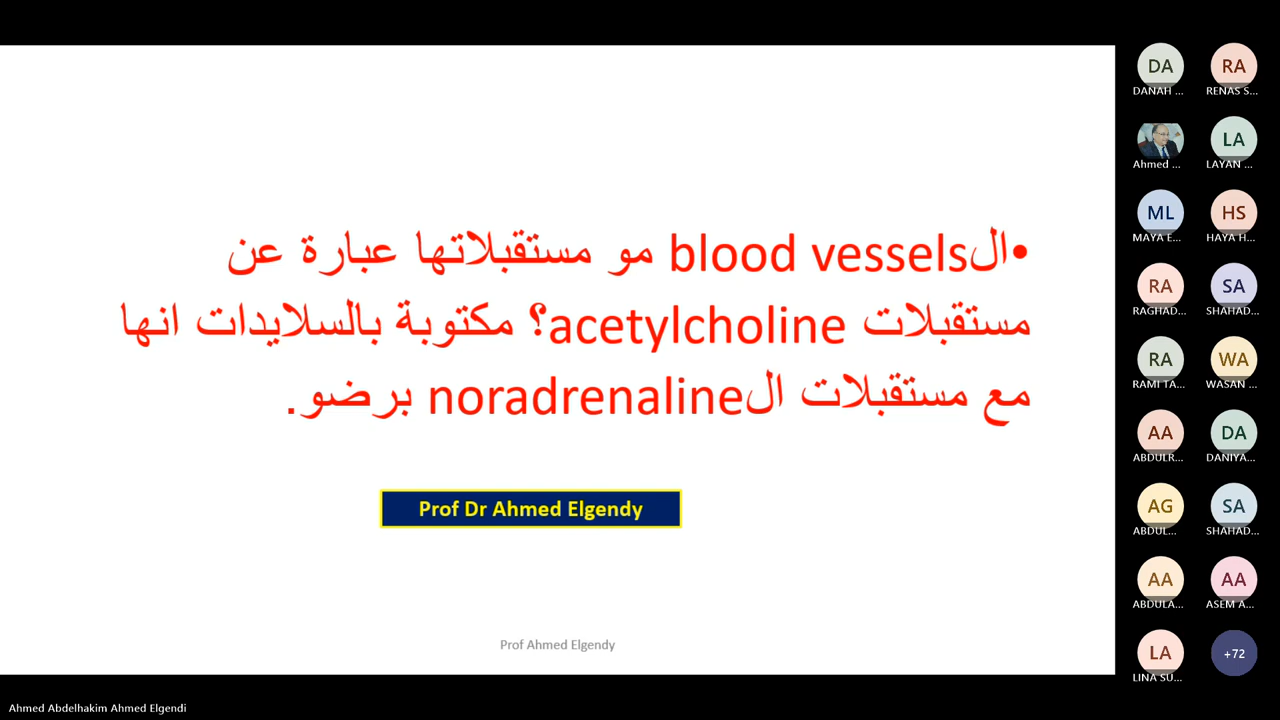 •الblood vessels مو مستقبلاتها عبارة عن
مستقبلات acetylcholine؟ مكتوبة بالسلايدات انها
مع مستقبلات الnoradrenaline برضو.
Prof Dr Ahmed Elgendy
Prof Ahmed Elgendy
Ahmed Abdelhakim Ahmed Elgendi
DA
DANAH ...
RA
RENAS S...
Ahmed ...
LA
LAYAN ...
ML
MAYA E...
HS
HAYA H...
RA
RAGHAD...
SA
SHAHAD...
RA
RAMI TA...
WA
WASAN ...
AA
ABDULR...
DA
DANIYA...
AG
ABDUL...
SA
SHAHAD...
AA
ABDULA...
AA
ASEM A...
LA
LINA SU...
+72